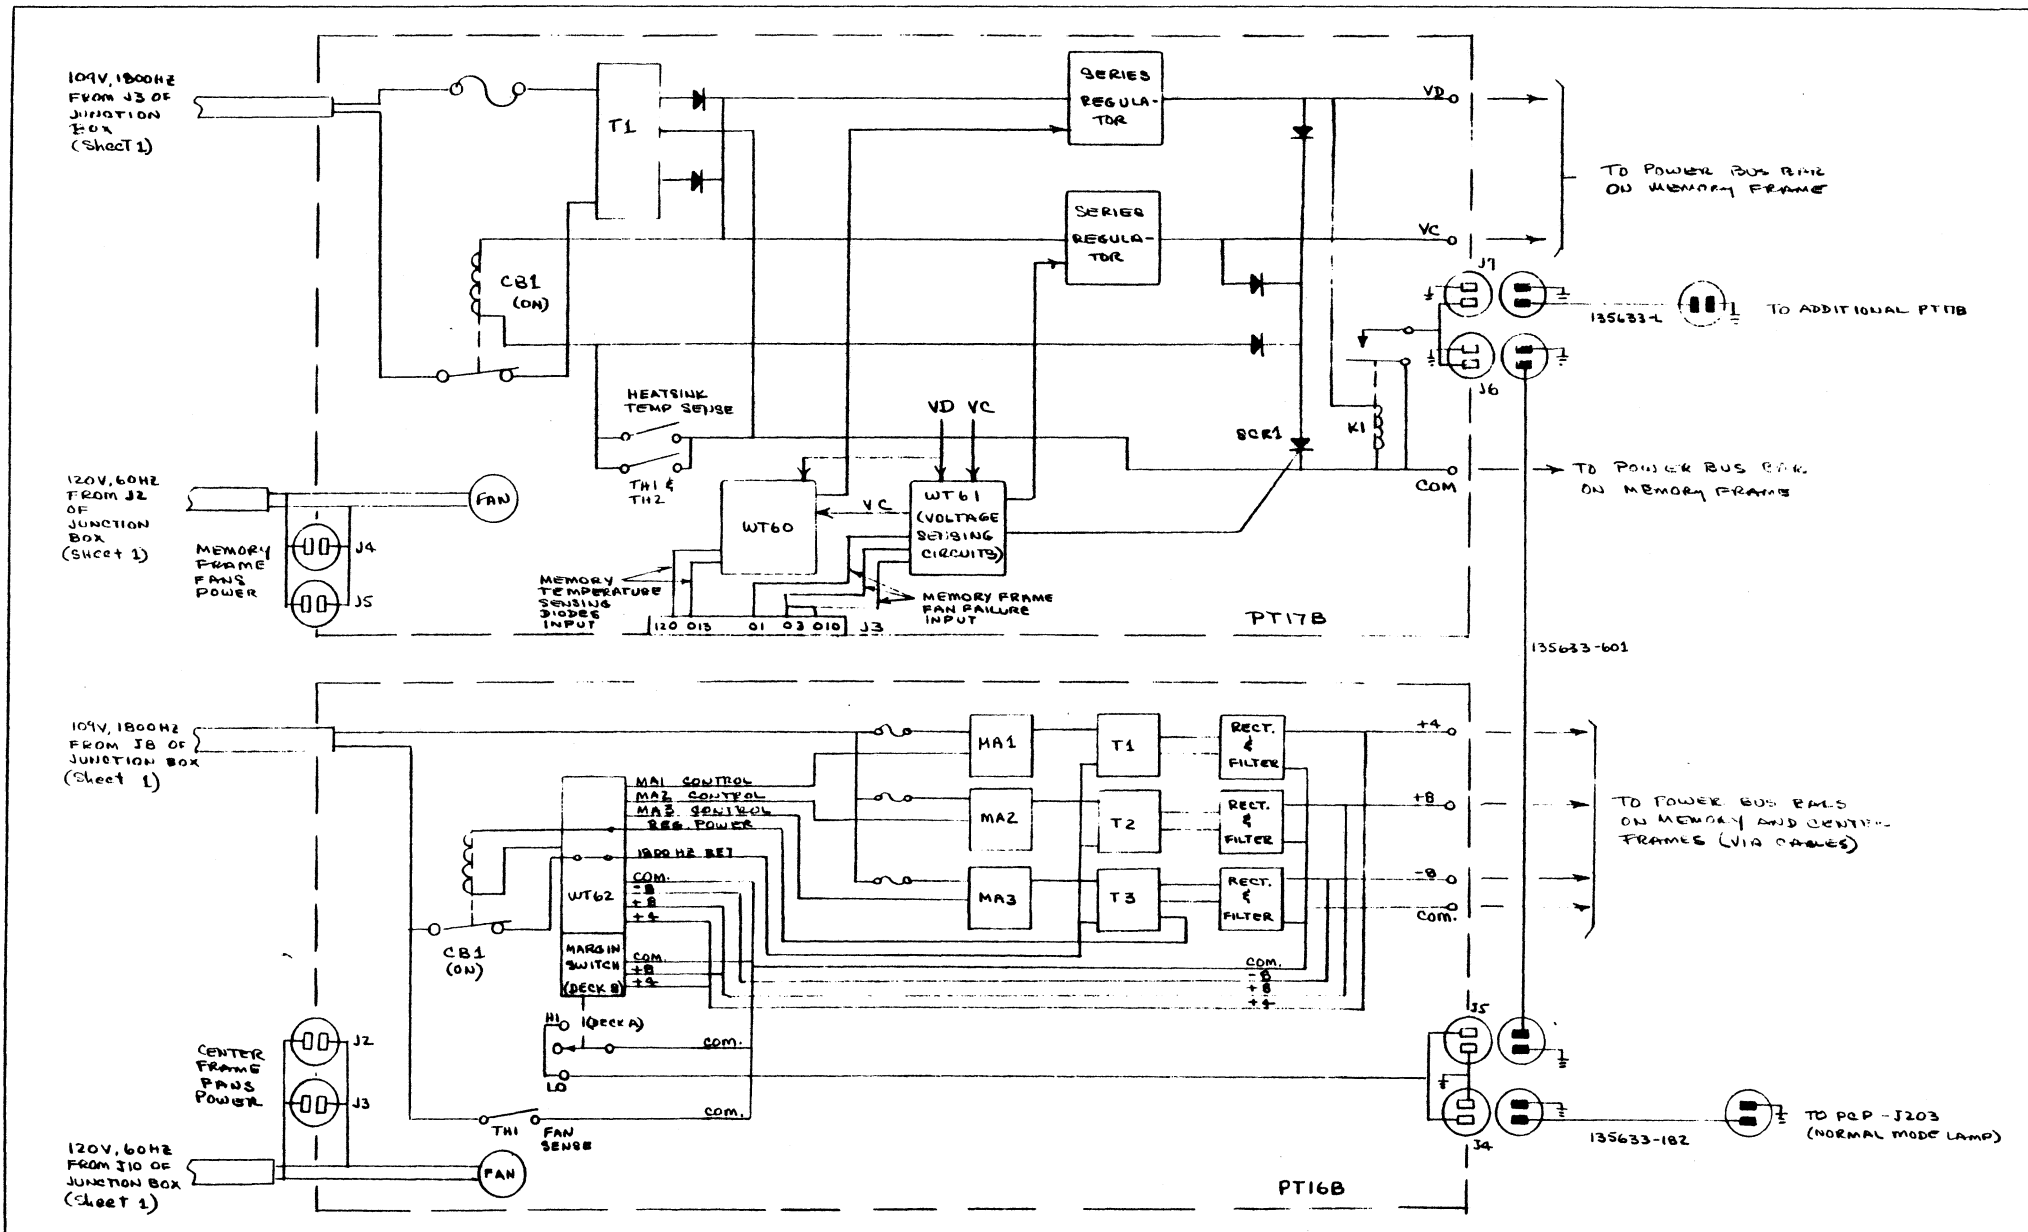 109V, 1800HZ
FROM J3 OF
JUNCTION
BOX
(Sheet 1)
T1
SERIES
REGULA-
TOR
VD
TO POWER BUS BAR
ON MEMORY FRAME
SERIES
REGULA-
TOR
VC
CB1
(ON)
J7
135633-L
TO ADDITIONAL PT17B
J6
HEATSINK
TEMP SENSE
VD VC
SCR1
K1
TH1 &
TH2
COM
TO POWER BUS BAR
ON MEMORY FRAME
120V, 60HZ
FROM J2
OF
JUNCTION
BOX
(Sheet 1)
FAN
WT60
VC
WT61
(VOLTAGE
SENSING
CIRCUITS)
MEMORY
FRAME
FANS
POWER
J4
J5
MEMORY
TEMPERATURE
SENSING
DIODES
INPUT
MEMORY FRAME
FAN FAILURE
INPUT
120 013 01 03 010 J3
PT17B
135633-601
109V, 1800HZ
FROM J8 OF
JUNCTION BOX
(Sheet 1)
MA1
T1
RECT.
&
FILTER
+4
MA1 CONTROL
MA2 CONTROL
MA3 CONTROL
REG. POWER
1800 HZ RET
MA2
T2
RECT.
&
FILTER
+8
TO POWER BUS BARS
ON MEMORY AND CENTER
FRAMES (VIA CABLES)
WT62
COM.
-8
+8
+4
MA3
T3
RECT.
&
FILTER
-8
COM.
CB1
(ON)
MARGIN
SWITCH
(DECK B)
COM.
+8
+4
COM.
-8
+8
+4
HI
(DECK A)
COM.
LO
J5
CENTER
FRAME
FANS
POWER
J2
J3
TH1
FAN
SENSE
COM.
J4
135633-182
TO PCP - J203
(NORMAL MODE LAMP)
120V, 60HZ
FROM J10 OF
JUNCTION BOX
(Sheet 1)
FAN
PT16B